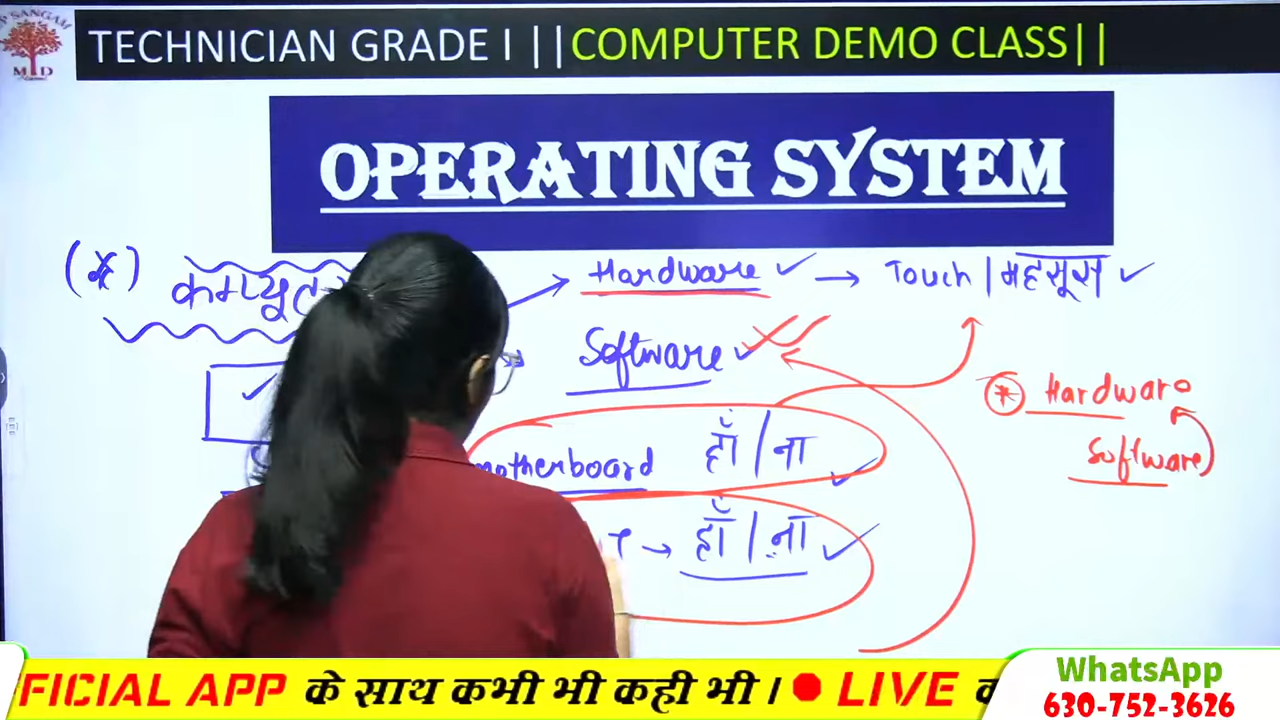 TECHNICIAN GRADE I ||COMPUTER DEMO CLASS||
P SANGAM
OPERATING SYSTEM
(*)
Hardware ✓ → Touch | महसूस ✓
Software ✓
* Hardware
Software
motherboard हाँ | ना ✓
→ हाँ | ना ✓
FICIAL APP के साथ कभी भी कही भी । LIVE
WhatsApp
630-752-3626